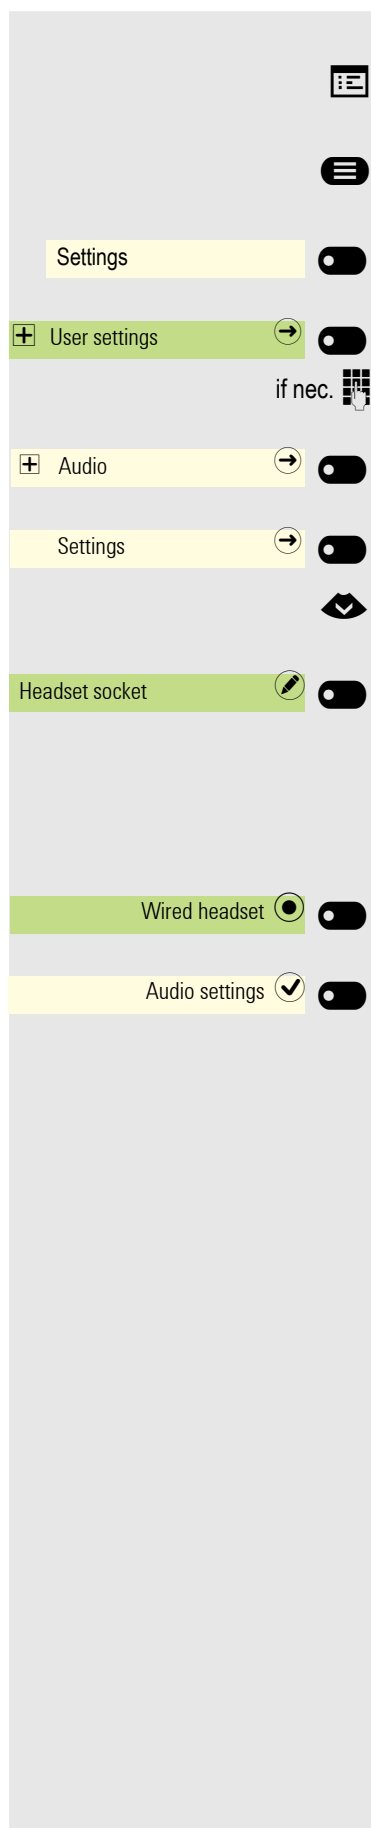 Settings
User settings
if nec.
Audio
Settings
Headset socket
Wired headset
Audio settings